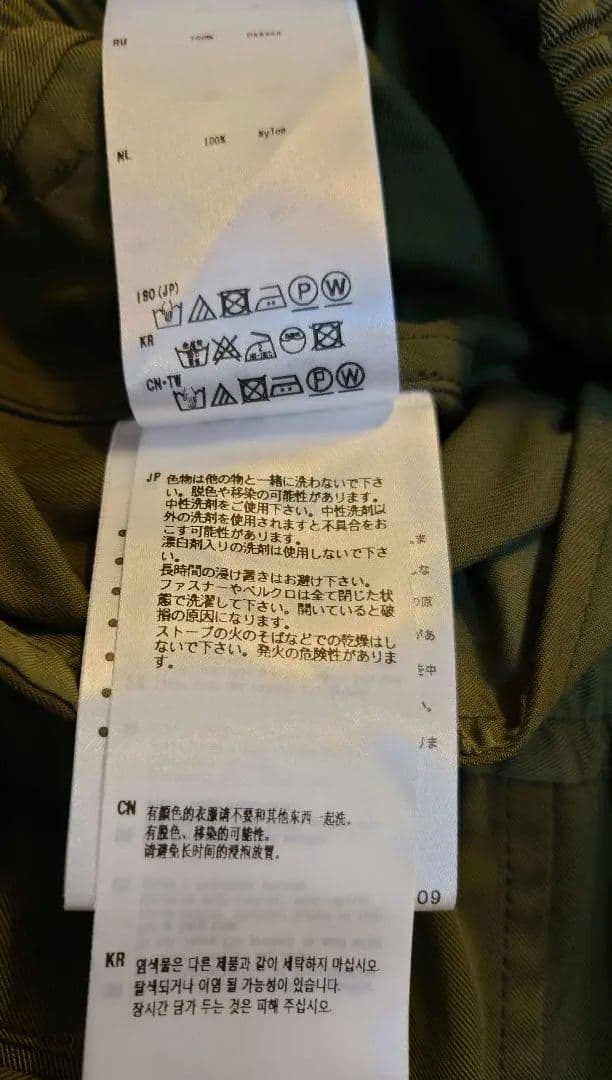 RU 100%
NL 100% Nylon
ISO(JP)
P W
KR
CN・TW
P W
JP 色物は他の物と一緒に洗わないで下さ
い。脱色や移染の可能性があります。
中性洗剤をご使用下さい。中性洗剤以
外の洗剤を使用されますと不具合をお
こす可能性があります。
漂白剤入りの洗剤は使用しないで下さ
い。
長時間の浸け置きはお避け下さい。
ファスナーやベルクロは全て閉じた状
態で洗濯して下さい。開いていると破
損の原因になります。
ストーブの火のそばなどでの乾燥はし
ないで下さい。発火の危険性がありま
す。
CN 有顏色的衣服请不要和其他东西一起洗。
有脱色、移染的可能性。
请避免长时间的浸泡放置。
09
KR 염색물은 다른 제품과 같이 세탁하지 마십시오.
탈색되거나 이염 될 가능성이 있습니다.
장시간 담가 두는 것은 피해 주십시오.